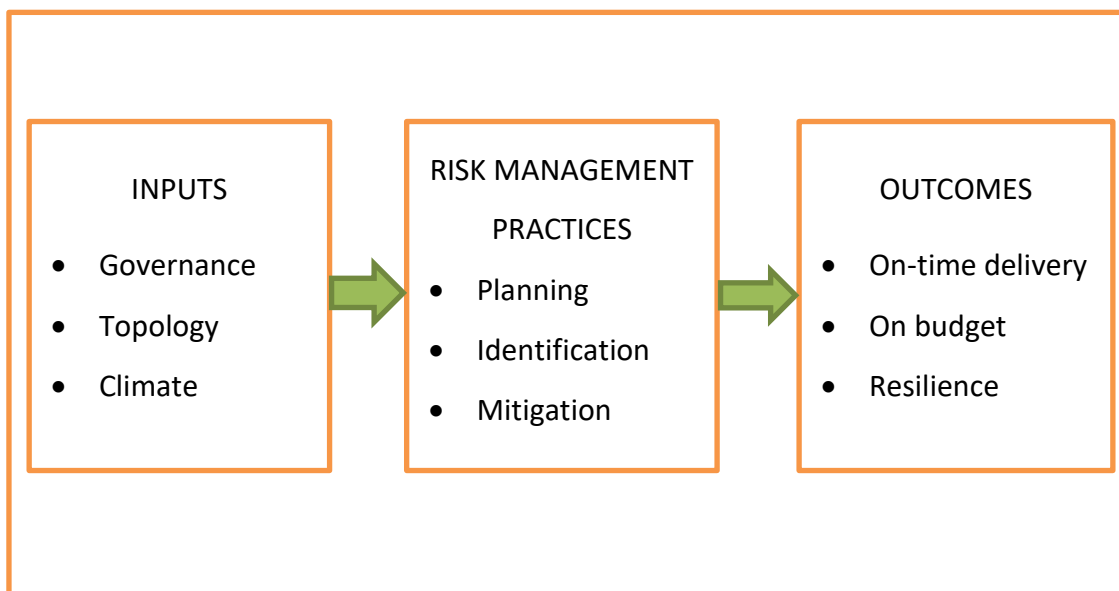 INPUTS
• Governance
• Topology
• Climate
RISK MANAGEMENT
PRACTICES
• Planning
• Identification
• Mitigation
OUTCOMES
• On-time delivery
• On budget
• Resilience